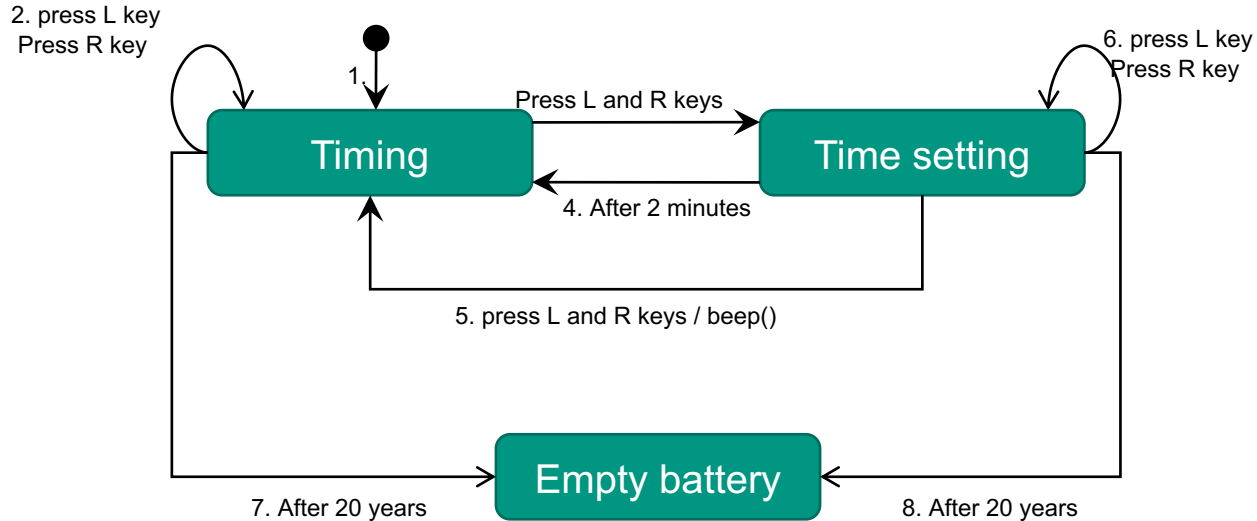 2. press L key
Press R key
1.
6. press L key
Press R key
Press L and R keys
Timing
Time setting
4. After 2 minutes
5. press L and R keys / beep()
Empty battery
7. After 20 years
8. After 20 years